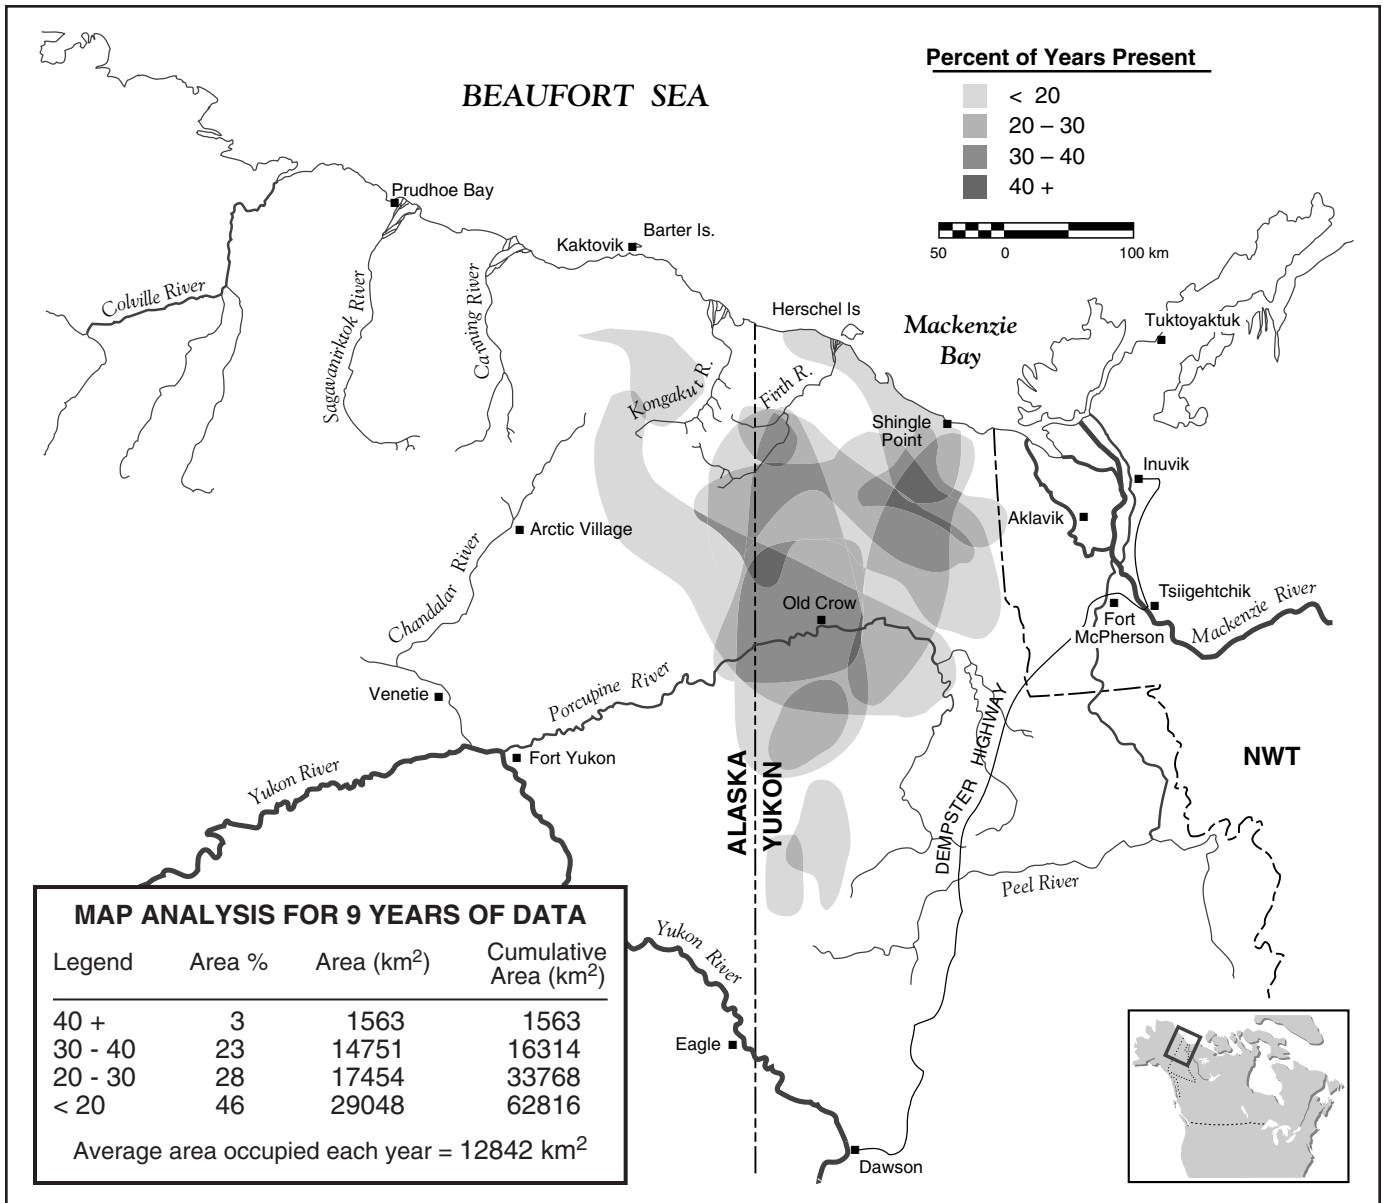 BEAUFORT SEA
Percent of Years Present
< 20
20 – 30
30 – 40
40 +
50 0 100 km
Prudhoe Bay
Barter Is.
Kaktovik
Colville River
Sagavanirktok River
Canning River
Herschel Is
Mackenzie
Bay
Tuktoyaktuk
Kongakut R.
Firth R.
Shingle
Point
Inuvik
Aklavik
Arctic Village
Chandalar River
Old Crow
Tsiigehtchik
Fort
McPherson
Mackenzie River
Venetie
Porcupine River
Fort Yukon
Yukon River
ALASKA
YUKON
DEMPSTER HIGHWAY
NWT
Peel River
MAP ANALYSIS FOR 9 YEARS OF DATA
Legend Area % Area (km2) Cumulative
Area (km2)
40 + 3 1563 1563
30 - 40 23 14751 16314
20 - 30 28 17454 33768
< 20 46 29048 62816
Average area occupied each year = 12842 km2
Yukon River
Eagle
Dawson